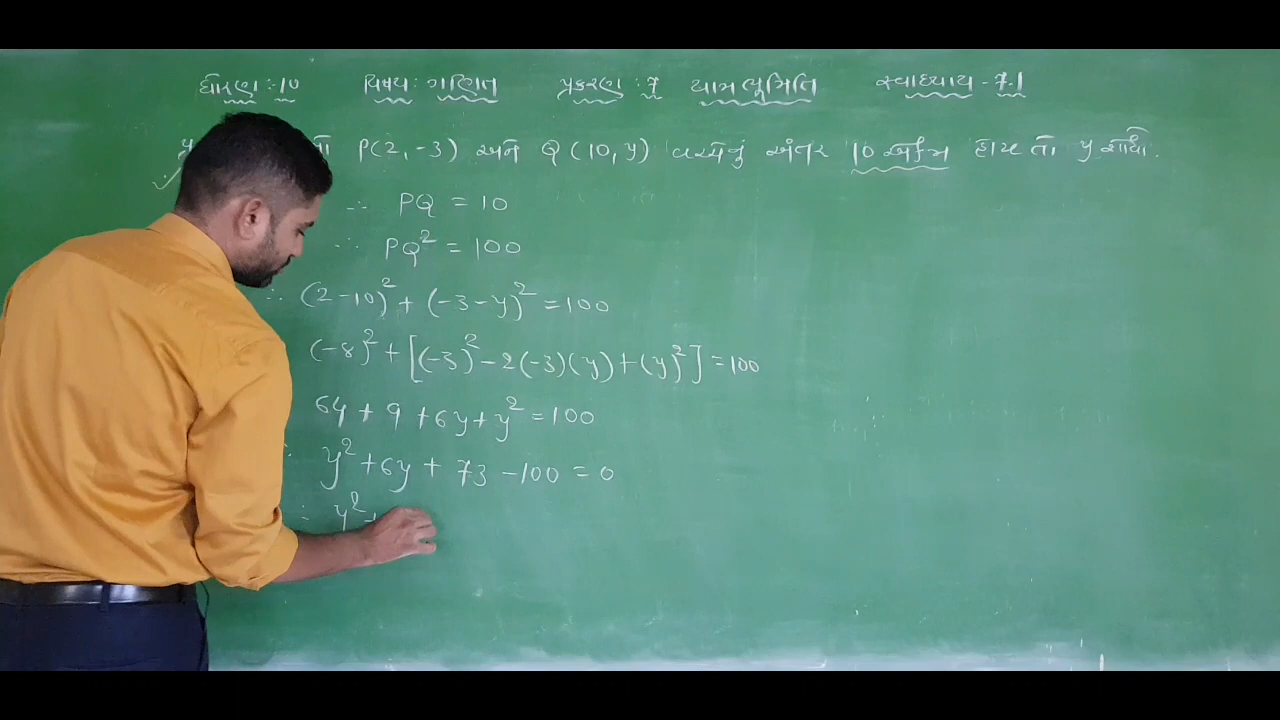 ધોરણ :- 10 વિષય : ગણિત પ્રકરણ : 7 યામ ભૂમિતિ સ્વાધ્યાય - 7.1
P(2, -3) અને Q (10, y) વચ્ચેનું અંતર 10 એકમ હોય તો y શોધો.
∴ PQ = 10
∴ PQ² = 100
∴ (2-10)² + (-3-y)² = 100
(-8)² + [(-3)² - 2(-3)(y) + (y)²] = 100
64 + 9 + 6y + y² = 100
∴ y² + 6y + 73 - 100 = 0
∴ y² +